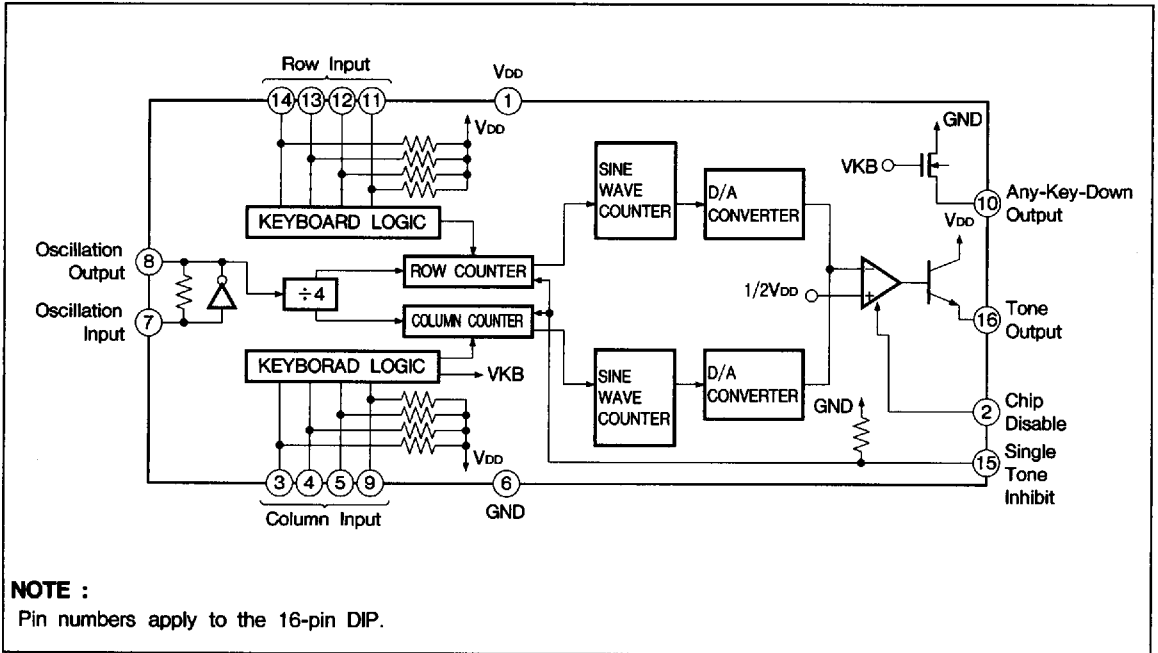 Row Input
VDD
14 13 12 11
1
VDD
GND
VKB
SINE
WAVE
COUNTER
D/A
CONVERTER
10
Any-Key-Down
Output
KEYBOARD LOGIC
VDD
Oscillation
Output
8
ROW COUNTER
÷4
1/2VDD
−
+
Oscillation
Input
7
COLUMN COUNTER
16
Tone
Output
KEYBORAD LOGIC
VKB
SINE
WAVE
COUNTER
D/A
CONVERTER
GND
2
Chip
Disable
VDD
15
Single
Tone
Inhibit
3 4 5 9
6
Column Input
GND
NOTE :
Pin numbers apply to the 16-pin DIP.